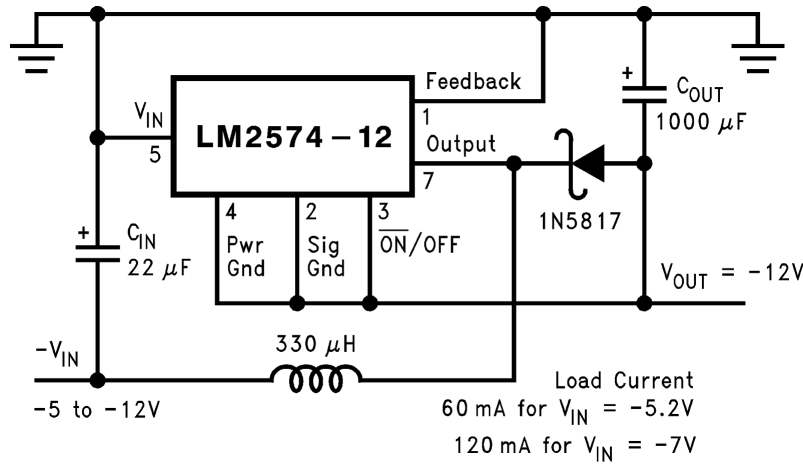 Feedback
1
+
C_OUT
1000 μF
V_IN
5
LM2574-12
Output
7
1N5817
4
2
3
Pwr
Gnd
Sig
Gnd
O̅N̅/OFF
+
C_IN
22 μF
V_OUT = -12V
-V_IN
-5 to -12V
330 μH
Load Current
60 mA for V_IN = -5.2V
120 mA for V_IN = -7V